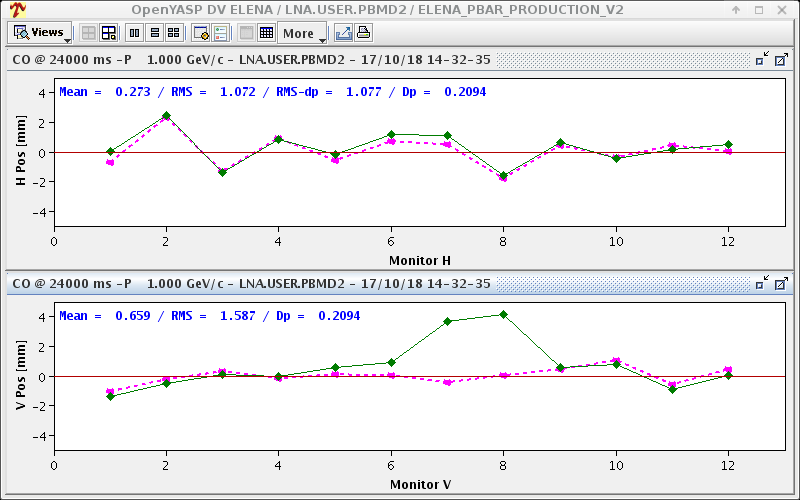 OpenYASP DV ELENA / LNA.USER.PBMD2 / ELENA_PBAR_PRODUCTION_V2
Views More
CO @ 24000 ms -P 1.000 GeV/c - LNA.USER.PBMD2 - 17/10/18 14-32-35
Mean = 0.273 / RMS = 1.072 / RMS-dp = 1.077 / Dp = 0.2094
H Pos [mm]
4
2
0
-2
-4
0 2 4 6 8 10 12
Monitor H
CO @ 24000 ms -P 1.000 GeV/c - LNA.USER.PBMD2 - 17/10/18 14-32-35
Mean = 0.659 / RMS = 1.587 / Dp = 0.2094
V Pos [mm]
4
2
0
-2
-4
0 2 4 6 8 10 12
Monitor V